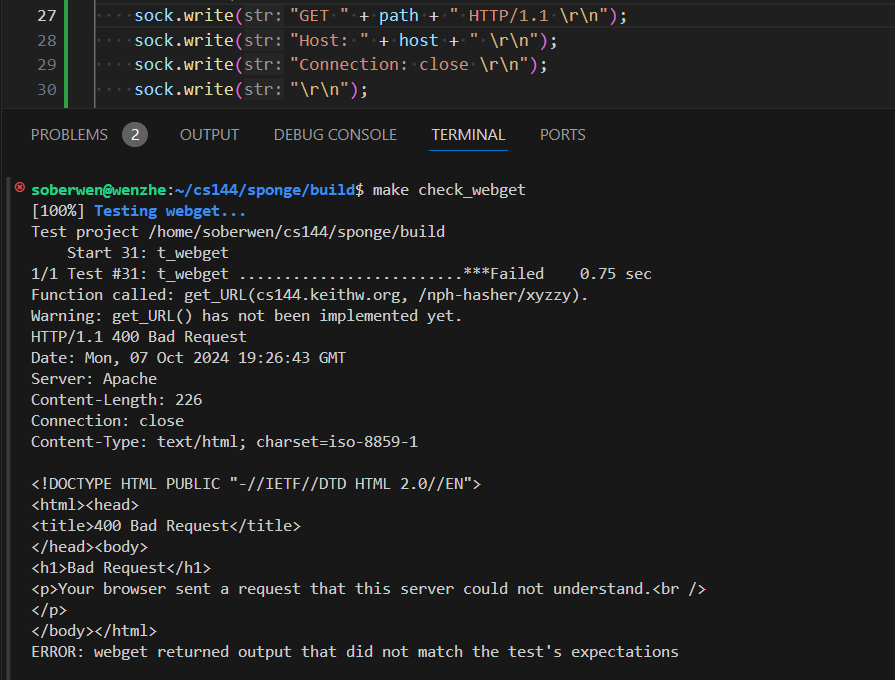 27 sock.write(str: "GET " + path + " HTTP/1.1 \r\n");
28 sock.write(str: "Host: " + host + " \r\n");
29 sock.write(str: "Connection: close \r\n");
30 sock.write(str: "\r\n");
PROBLEMS 2 OUTPUT DEBUG CONSOLE TERMINAL PORTS
soberwen@wenzhe:~/cs144/sponge/build$ make check_webget
[100%] Testing webget...
Test project /home/soberwen/cs144/sponge/build
    Start 31: t_webget
1/1 Test #31: t_webget .........................***Failed    0.75 sec
Function called: get_URL(cs144.keithw.org, /nph-hasher/xyzzy).
Warning: get_URL() has not been implemented yet.
HTTP/1.1 400 Bad Request
Date: Mon, 07 Oct 2024 19:26:43 GMT
Server: Apache
Content-Length: 226
Connection: close
Content-Type: text/html; charset=iso-8859-1
<!DOCTYPE HTML PUBLIC "-//IETF//DTD HTML 2.0//EN">
<html><head>
<title>400 Bad Request</title>
</head><body>
<h1>Bad Request</h1>
<p>Your browser sent a request that this server could not understand.<br />
</p>
</body></html>
ERROR: webget returned output that did not match the test's expectations